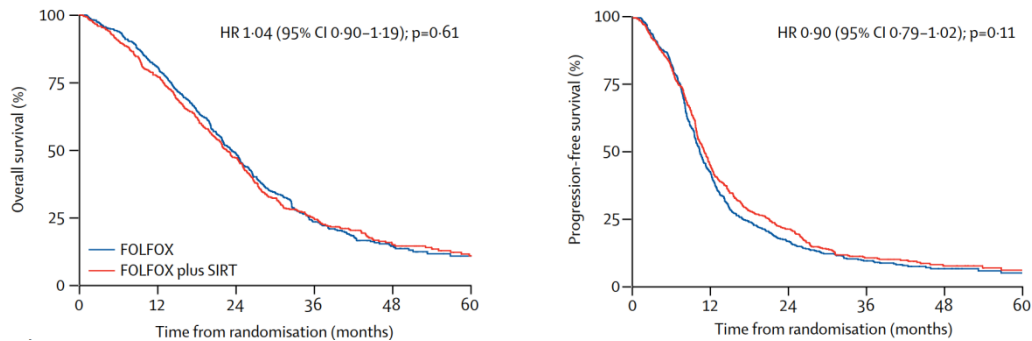 HR 1·04 (95% CI 0·90–1·19); p=0·61
Overall survival (%)
100
75
50
25
0
FOLFOX
FOLFOX plus SIRT
0 12 24 36 48 60
Time from randomisation (months)
HR 0·90 (95% CI 0·79–1·02); p=0·11
Progression-free survival (%)
100
75
50
25
0
0 12 24 36 48 60
Time from randomisation (months)